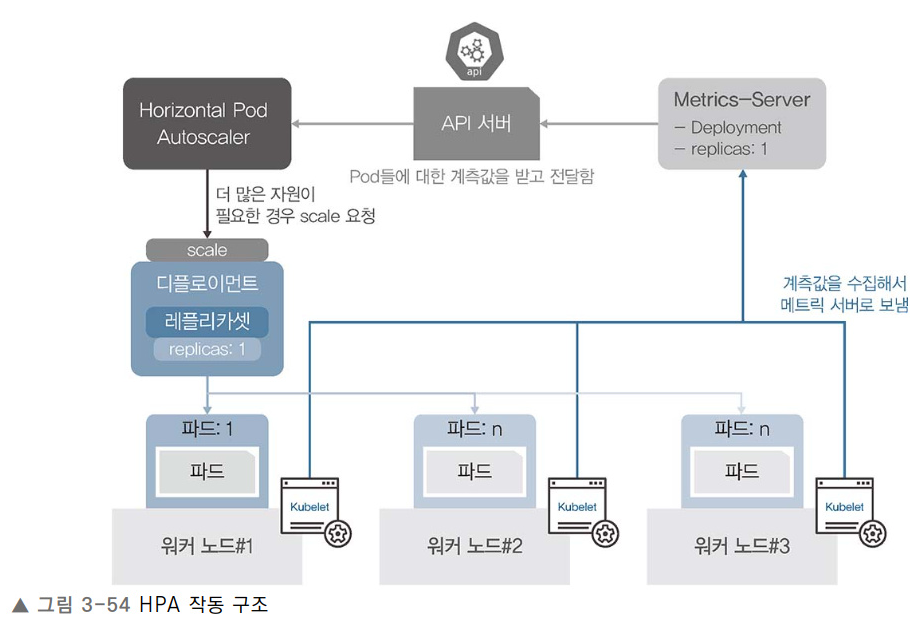 api
Horizontal Pod
Autoscaler
API 서버
Metrics-Server
- Deployment
- replicas: 1
Pod들에 대한 계측값을 받고 전달함
더 많은 자원이
필요한 경우 scale 요청
scale
디플로이먼트
레플리카셋
replicas: 1
계측값을 수집해서
메트릭 서버로 보냄
파드: 1
파드
Kubelet
워커 노드#1
파드: n
파드
Kubelet
워커 노드#2
파드: n
파드
Kubelet
워커 노드#3
▲ 그림 3-54 HPA 작동 구조